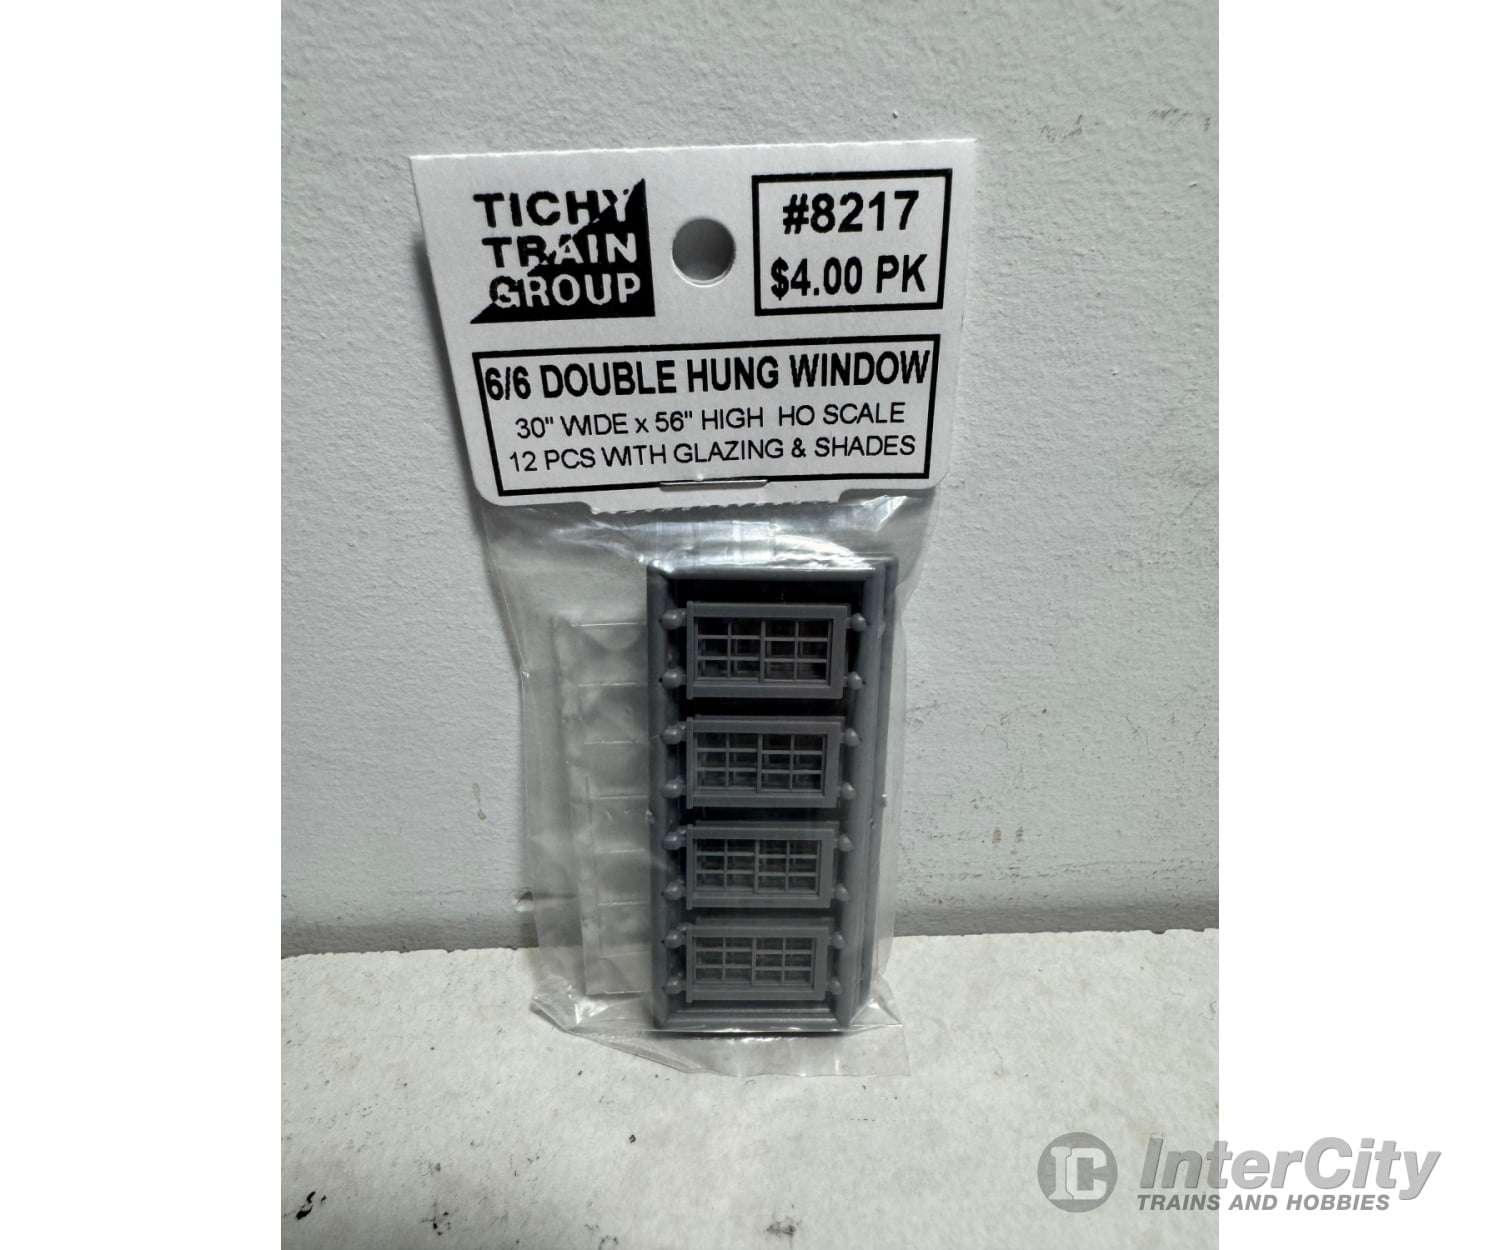 TICHY
TRAIN
GROUP
#8217
$4.00 PK
6/6 DOUBLE HUNG WINDOW
30" WIDE x 56" HIGH HO SCALE
12 PCS WITH GLAZING & SHADES
IC InterCity
TRAINS AND HOBBIES